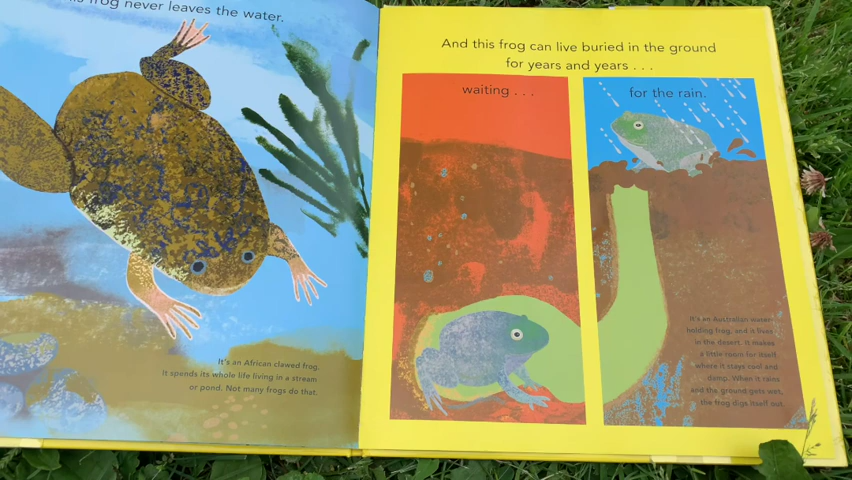 his frog never leaves the water.
It's an African clawed frog.
It spends its whole life living in a stream
or pond. Not many frogs do that.
And this frog can live buried in the ground
for years and years . . .
waiting . . .
for the rain.
It's an Australian water-
holding frog, and it lives
in the desert. It makes
a little room for itself
where it stays cool and
damp. When it rains
and the ground gets wet,
the frog digs itself out.